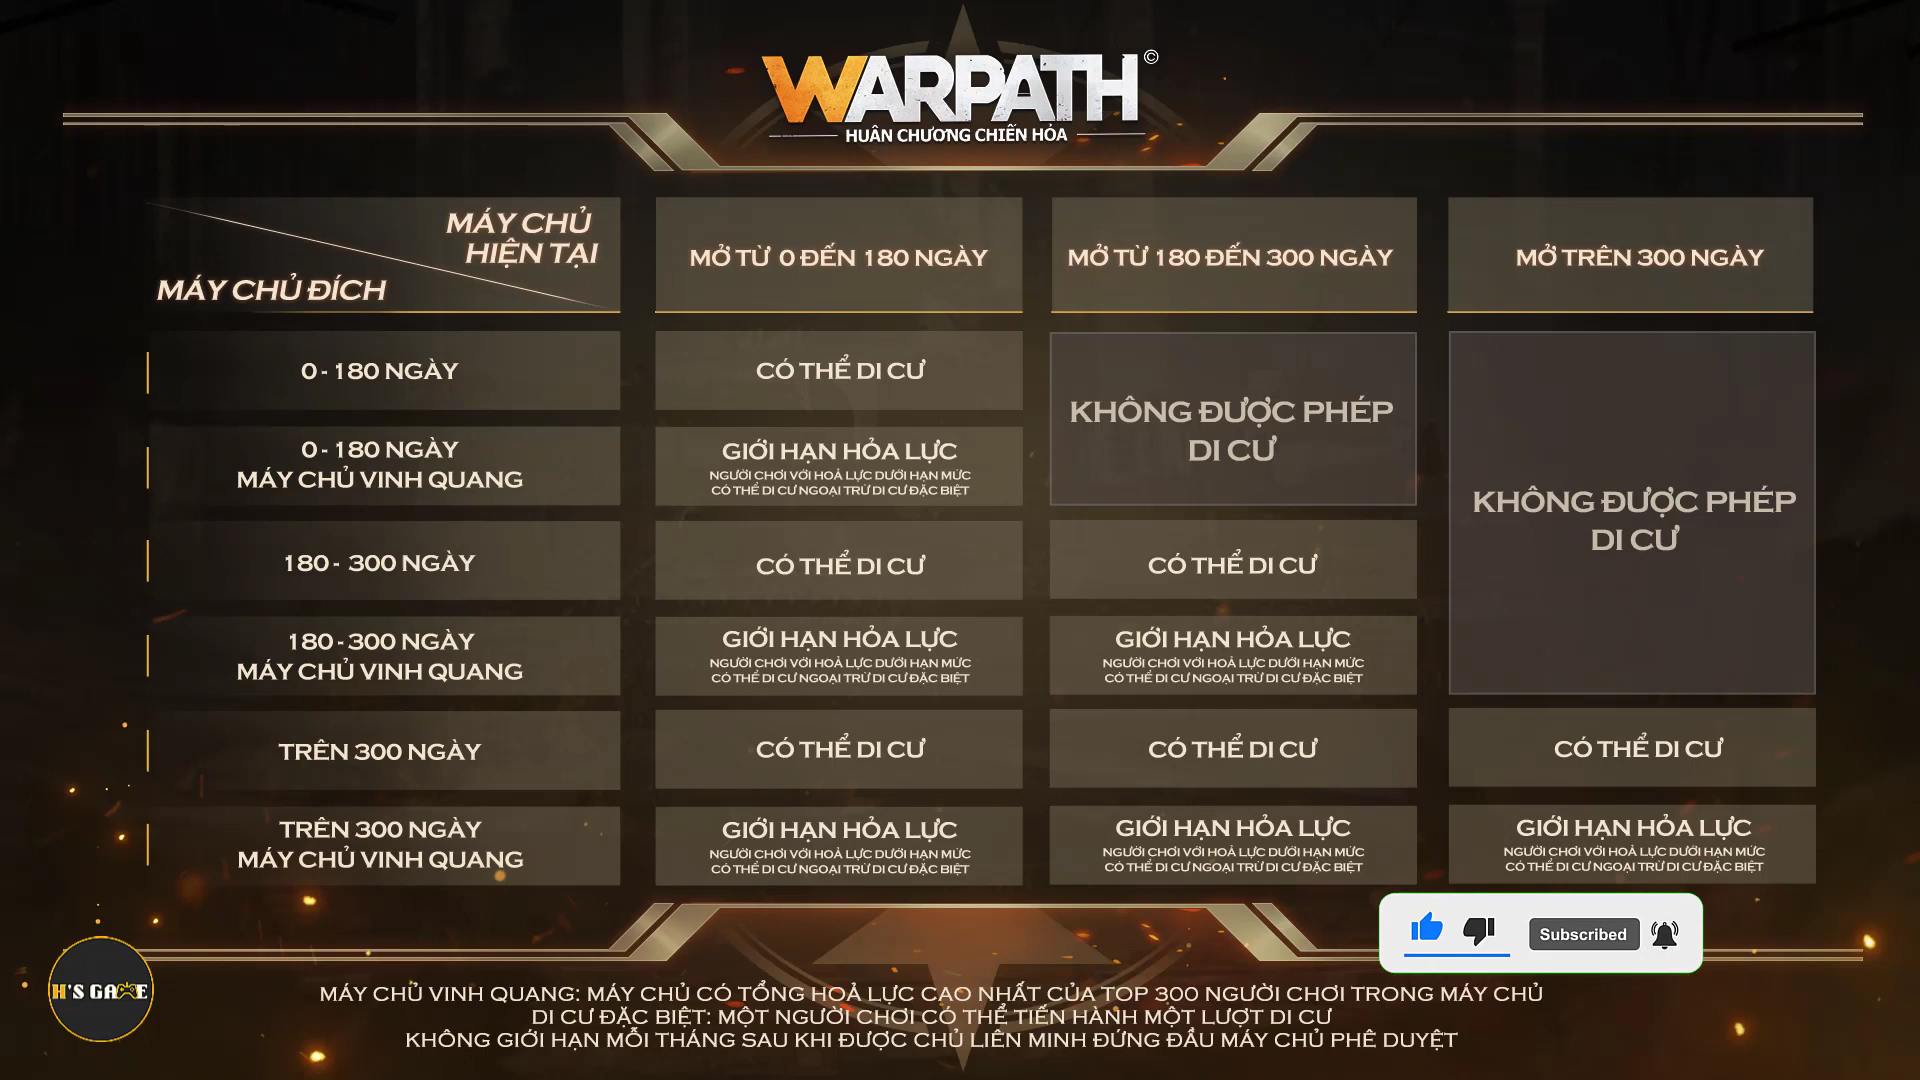 WARPATH©
HUÂN CHƯƠNG CHIẾN HỎA
MÁY CHỦ
HIỆN TẠI
MÁY CHỦ ĐÍCH
MỞ TỪ 0 ĐẾN 180 NGÀY
MỞ TỪ 180 ĐẾN 300 NGÀY
MỞ TRÊN 300 NGÀY
0 - 180 NGÀY
CÓ THỂ DI CƯ
KHÔNG ĐƯỢC PHÉP
DI CƯ
KHÔNG ĐƯỢC PHÉP
DI CƯ
0 - 180 NGÀY
MÁY CHỦ VINH QUANG
GIỚI HẠN HỎA LỰC
NGƯỜI CHƠI VỚI HOẢ LỰC DƯỚI HẠN MỨC
CÓ THỂ DI CƯ NGOẠI TRỪ DI CƯ ĐẶC BIỆT
180 - 300 NGÀY
CÓ THỂ DI CƯ
CÓ THỂ DI CƯ
180 - 300 NGÀY
MÁY CHỦ VINH QUANG
GIỚI HẠN HỎA LỰC
NGƯỜI CHƠI VỚI HOẢ LỰC DƯỚI HẠN MỨC
CÓ THỂ DI CƯ NGOẠI TRỪ DI CƯ ĐẶC BIỆT
GIỚI HẠN HỎA LỰC
NGƯỜI CHƠI VỚI HOẢ LỰC DƯỚI HẠN MỨC
CÓ THỂ DI CƯ NGOẠI TRỪ DI CƯ ĐẶC BIỆT
TRÊN 300 NGÀY
CÓ THỂ DI CƯ
CÓ THỂ DI CƯ
CÓ THỂ DI CƯ
TRÊN 300 NGÀY
MÁY CHỦ VINH QUANG
GIỚI HẠN HỎA LỰC
NGƯỜI CHƠI VỚI HOẢ LỰC DƯỚI HẠN MỨC
CÓ THỂ DI CƯ NGOẠI TRỪ DI CƯ ĐẶC BIỆT
GIỚI HẠN HỎA LỰC
NGƯỜI CHƠI VỚI HOẢ LỰC DƯỚI HẠN MỨC
CÓ THỂ DI CƯ NGOẠI TRỪ DI CƯ ĐẶC BIỆT
GIỚI HẠN HỎA LỰC
NGƯỜI CHƠI VỚI HOẢ LỰC DƯỚI HẠN MỨC
CÓ THỂ DI CƯ NGOẠI TRỪ DI CƯ ĐẶC BIỆT
Subscribed
H'S GAME
MÁY CHỦ VINH QUANG: MÁY CHỦ CÓ TỔNG HOẢ LỰC CAO NHẤT CỦA TOP 300 NGƯỜI CHƠI TRONG MÁY CHỦ
DI CƯ ĐẶC BIỆT: MỘT NGƯỜI CHƠI CÓ THỂ TIẾN HÀNH MỘT LƯỢT DI CƯ
KHÔNG GIỚI HẠN MỖI THÁNG SAU KHI ĐƯỢC CHỦ LIÊN MINH ĐỨNG ĐẦU MÁY CHỦ PHÊ DUYỆT